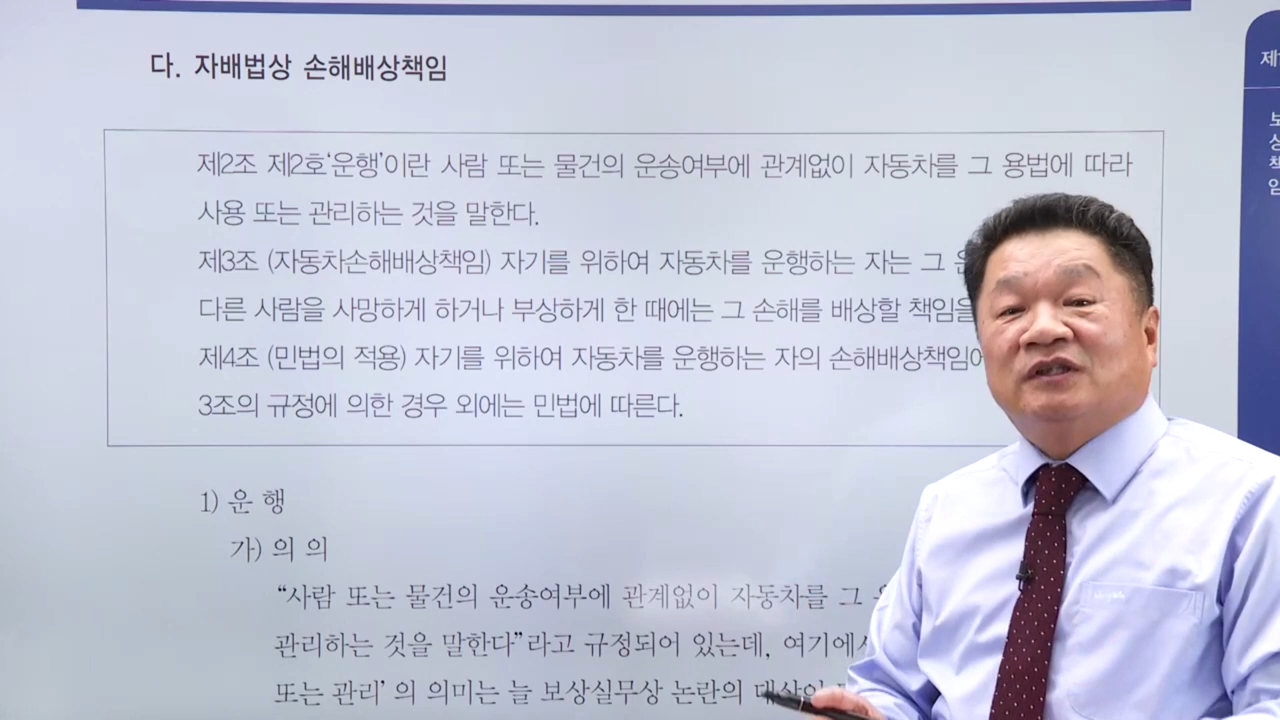 다. 자배법상 손해배상책임
제2조 제2호‘운행’이란 사람 또는 물건의 운송여부에 관계없이 자동차를 그 용법에 따라
사용 또는 관리하는 것을 말한다.
제3조 (자동차손해배상책임) 자기를 위하여 자동차를 운행하는 자는 그
다른 사람을 사망하게 하거나 부상하게 한 때에는 그 손해를 배상할 책임을
제4조 (민법의 적용) 자기를 위하여 자동차를 운행하는 자의 손해배상책임에
3조의 규정에 의한 경우 외에는 민법에 따른다.
1) 운 행
가) 의 의
“사람 또는 물건의 운송여부에 관계없이 자동차를 그
관리하는 것을 말한다”라고 규정되어 있는데, 여기에서
또는 관리’ 의 의미는 늘 보상실무상 논란의
제
보
상
책
임